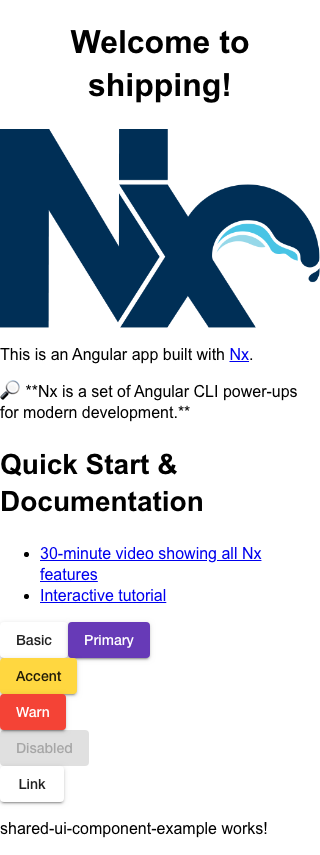 Welcome to
shipping!
Nx
This is an Angular app built with Nx.
🔎 **Nx is a set of Angular CLI power-ups
for modern development.**
Quick Start &
Documentation
• 30-minute video showing all Nx
features
• Interactive tutorial
Basic Primary
Accent
Warn
Disabled
Link
shared-ui-component-example works!